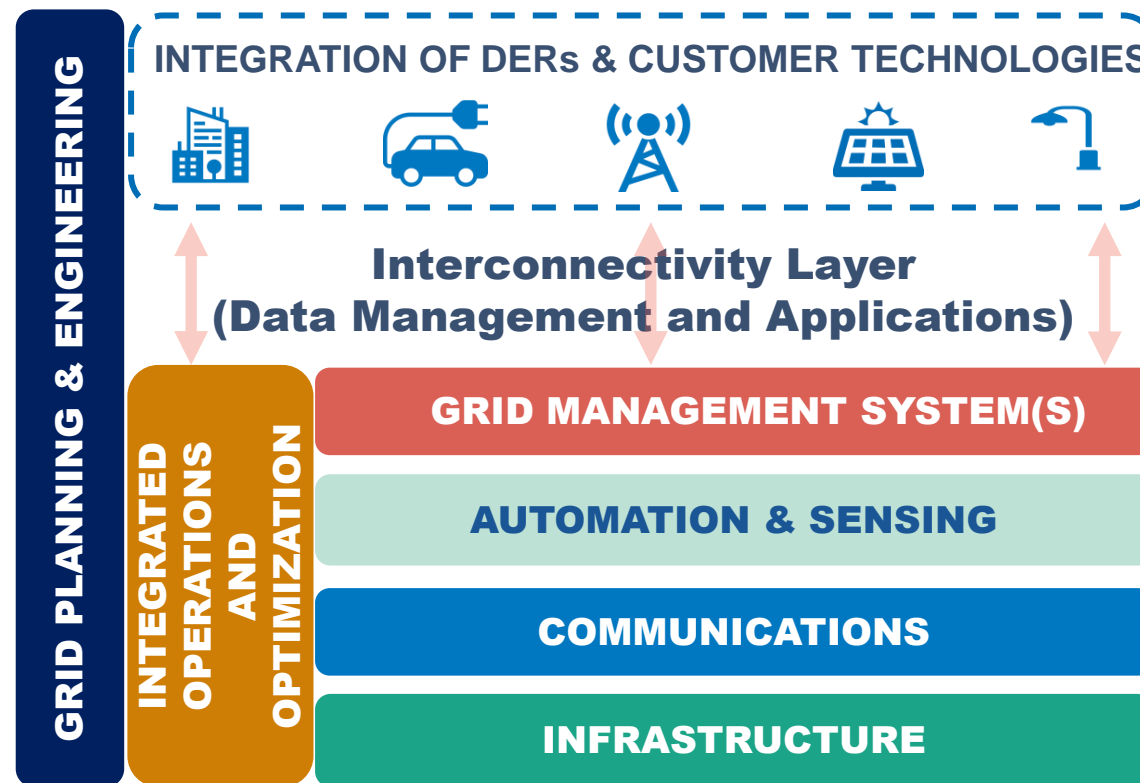 GRID PLANNING & ENGINEERING
INTEGRATION OF DERs & CUSTOMER TECHNOLOGIES
Interconnectivity Layer
(Data Management and Applications)
INTEGRATED
OPERATIONS
AND
OPTIMIZATION
GRID MANAGEMENT SYSTEM(S)
AUTOMATION & SENSING
COMMUNICATIONS
INFRASTRUCTURE